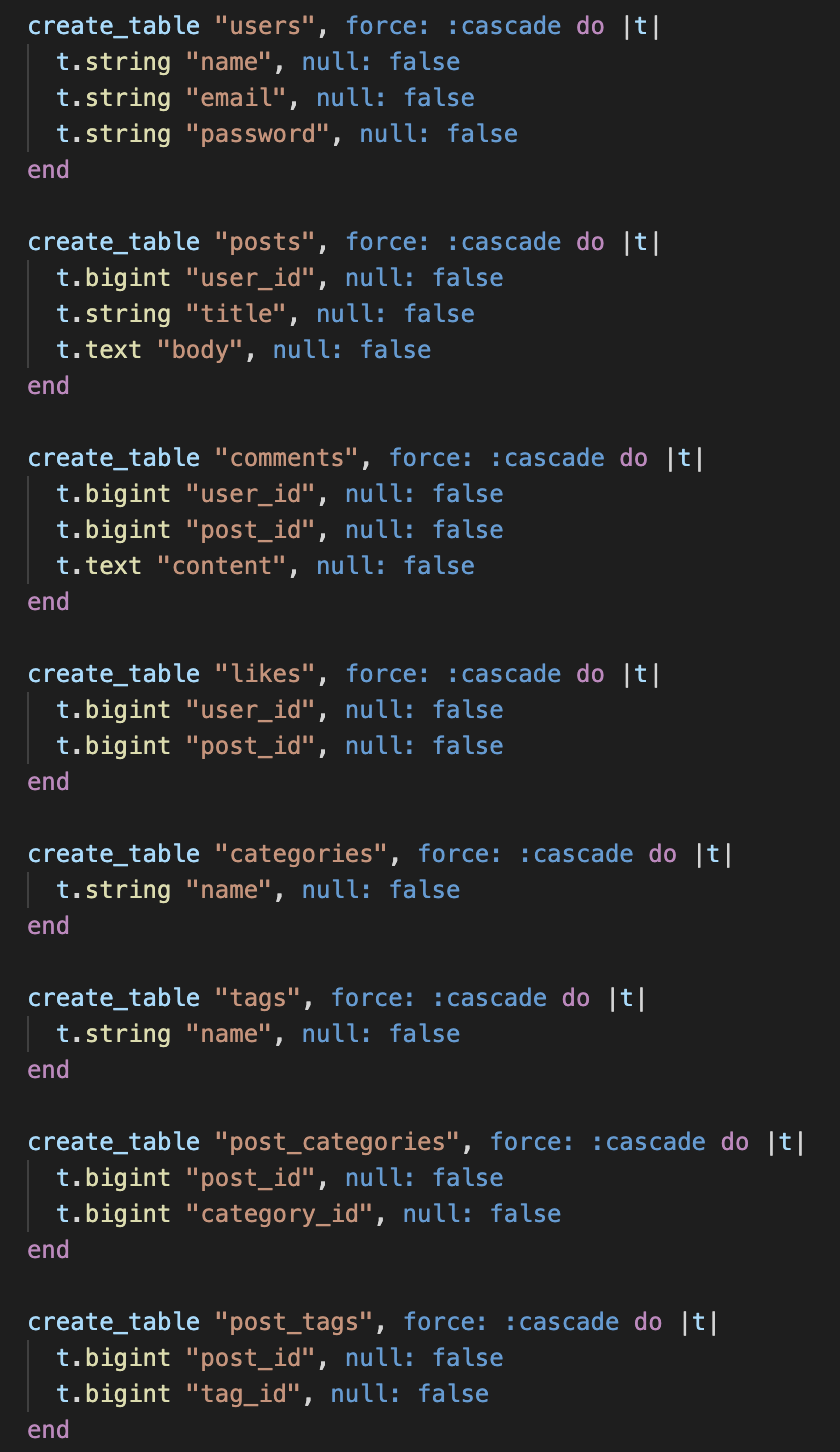 create_table "users", force: :cascade do |t|
  t.string "name", null: false
  t.string "email", null: false
  t.string "password", null: false
end

create_table "posts", force: :cascade do |t|
  t.bigint "user_id", null: false
  t.string "title", null: false
  t.text "body", null: false
end

create_table "comments", force: :cascade do |t|
  t.bigint "user_id", null: false
  t.bigint "post_id", null: false
  t.text "content", null: false
end

create_table "likes", force: :cascade do |t|
  t.bigint "user_id", null: false
  t.bigint "post_id", null: false
end

create_table "categories", force: :cascade do |t|
  t.string "name", null: false
end

create_table "tags", force: :cascade do |t|
  t.string "name", null: false
end

create_table "post_categories", force: :cascade do |t|
  t.bigint "post_id", null: false
  t.bigint "category_id", null: false
end

create_table "post_tags", force: :cascade do |t|
  t.bigint "post_id", null: false
  t.bigint "tag_id", null: false
end